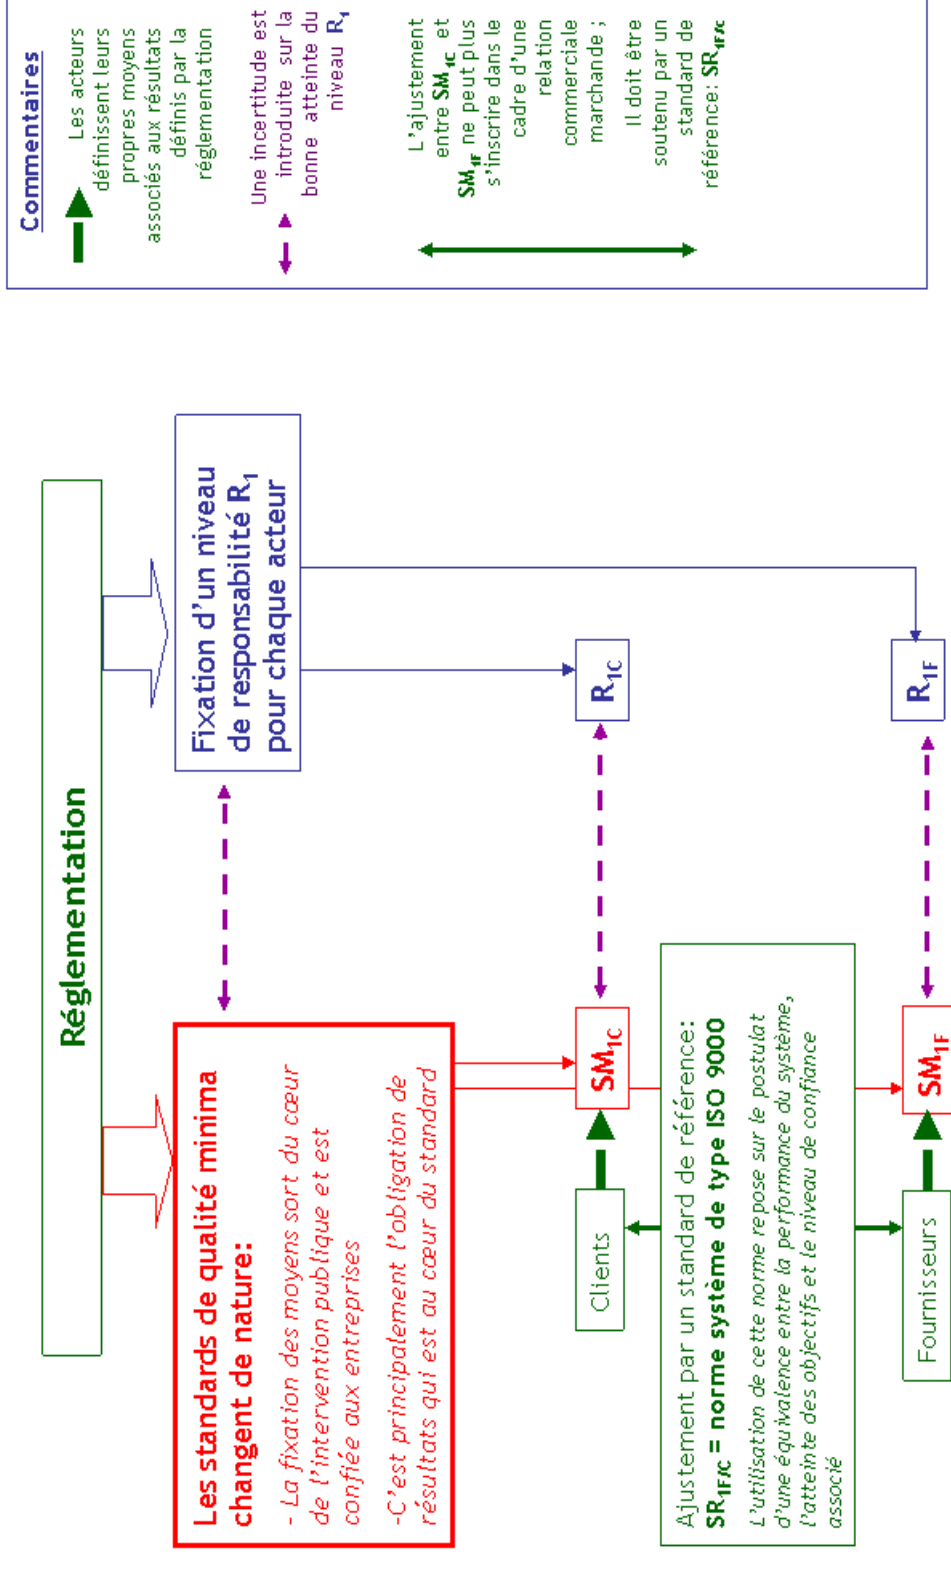 Réglementation
Les standards de qualité minima
changent de nature:
- La fixation des moyens sort du cœur
de l'intervention publique et est
confiée aux entreprises
-C'est principalement l'obligation de
résultats qui est au cœur du standard
Fixation d'un niveau
de responsabilité R1
pour chaque acteur
Clients
SM1C
R1C
Ajustement par un standard de référence:
SR1F/C = norme système de type ISO 9000
L'utilisation de cette norme repose sur le postulat
d'une équivalence entre la performance du système,
l'atteinte des objectifs et le niveau de confiance
associé
Fournisseurs
SM1F
R1F
Commentaires
Les acteurs
définissent leurs
propres moyens
associés aux résultats
définis par la
réglementation
Une incertitude est
introduite sur la
bonne atteinte du
niveau R1
L'ajustement
entre SM1C et
SM1F ne peut plus
s'inscrire dans le
cadre d'une
relation
commerciale
marchande ;
Il doit être
soutenu par un
standard de
référence: SR1F/C